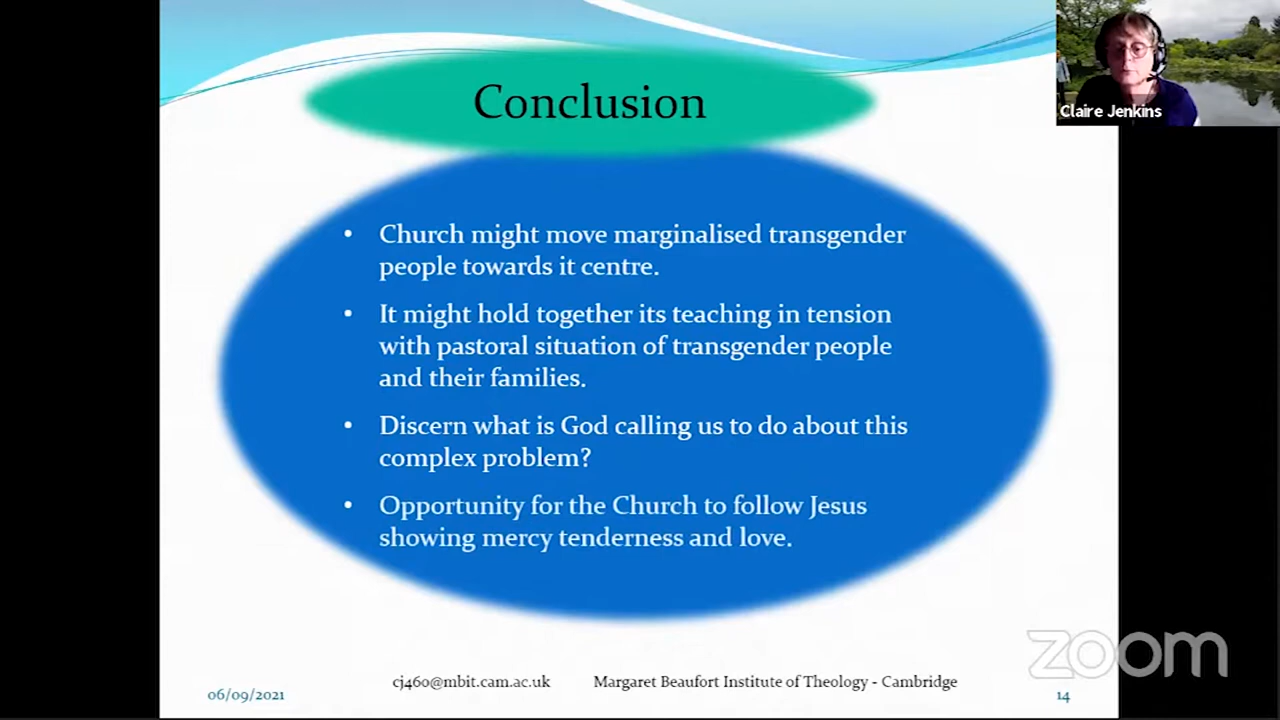 Conclusion
Claire Jenkins
• Church might move marginalised transgender
people towards it centre.
• It might hold together its teaching in tension
with pastoral situation of transgender people
and their families.
• Discern what is God calling us to do about this
complex problem?
• Opportunity for the Church to follow Jesus
showing mercy tenderness and love.
zoom
cj460@mbit.cam.ac.uk Margaret Beaufort Institute of Theology - Cambridge
06/09/2021 14